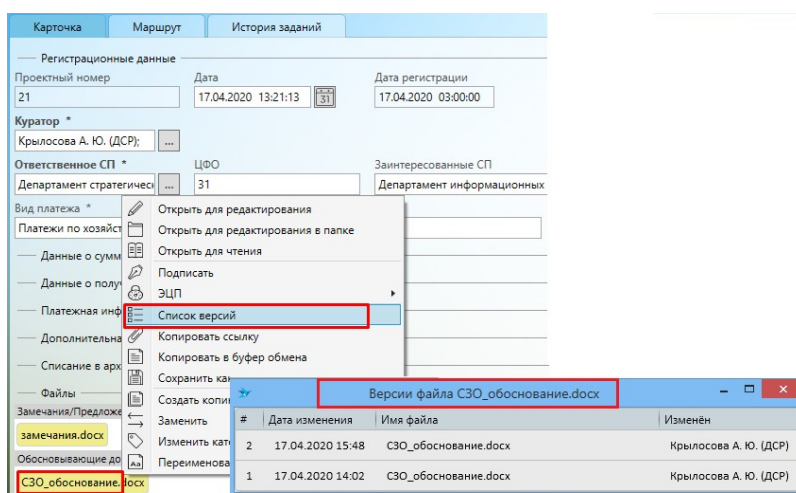 Карточка Маршрут История заданий
Регистрационные данные
Проектный номер Дата Дата регистрации
21 17.04.2020 13:21:13 31 17.04.2020 03:00:00
Куратор *
Крылосова А. Ю. (ДСР); ...
Ответственное СП * ЦФО Заинтересованные СП
Департамент стратегическ ... 31 Департамент информационных
Вид платежа *
Платежи по хозяйст
Открыть для редактирования
Открыть для редактирования в папке
Открыть для чтения
Подписать
ЭЦП
Список версий
Копировать ссылку
Копировать в буфер обмена
Сохранить как
Создать копи
Заменить
Изменить кат
Переименова
Данные о сумм
Данные о полу
Платежная инф
Дополнительна
Списание в арх
Файлы
Замечания/Предложе
замечания.docx
Обосновывающие до
СЗО_обоснование.docx
Версии файла СЗО_обоснование.docx
# Дата изменения Имя файла Изменён
2 17.04.2020 15:48 СЗО_обоснование.docx Крылосова А. Ю. (ДСР)
1 17.04.2020 14:02 СЗО_обоснование.docx Крылосова А. Ю. (ДСР)